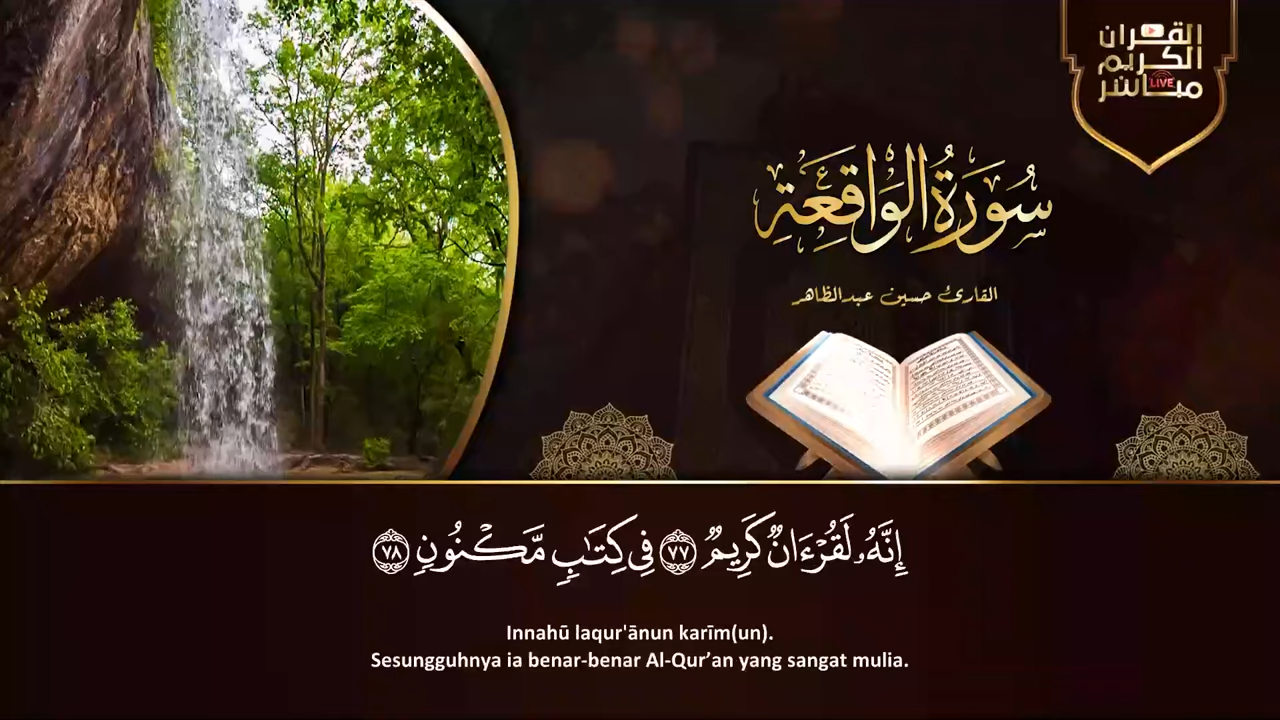 القرآن
الكريم
مباشر
LIVE
سُورَةُ الْوَاقِعَةِ
القارئ حسين عبدالظاهر
إِنَّهُۥ لَقُرْءَانٌ كَرِيمٌ ٧٧ فِى كِتَٰبٍ مَّكْنُونٍ ٧٨
Innahū laqur'ānun karīm(un).
Sesungguhnya ia benar-benar Al-Qur’an yang sangat mulia.